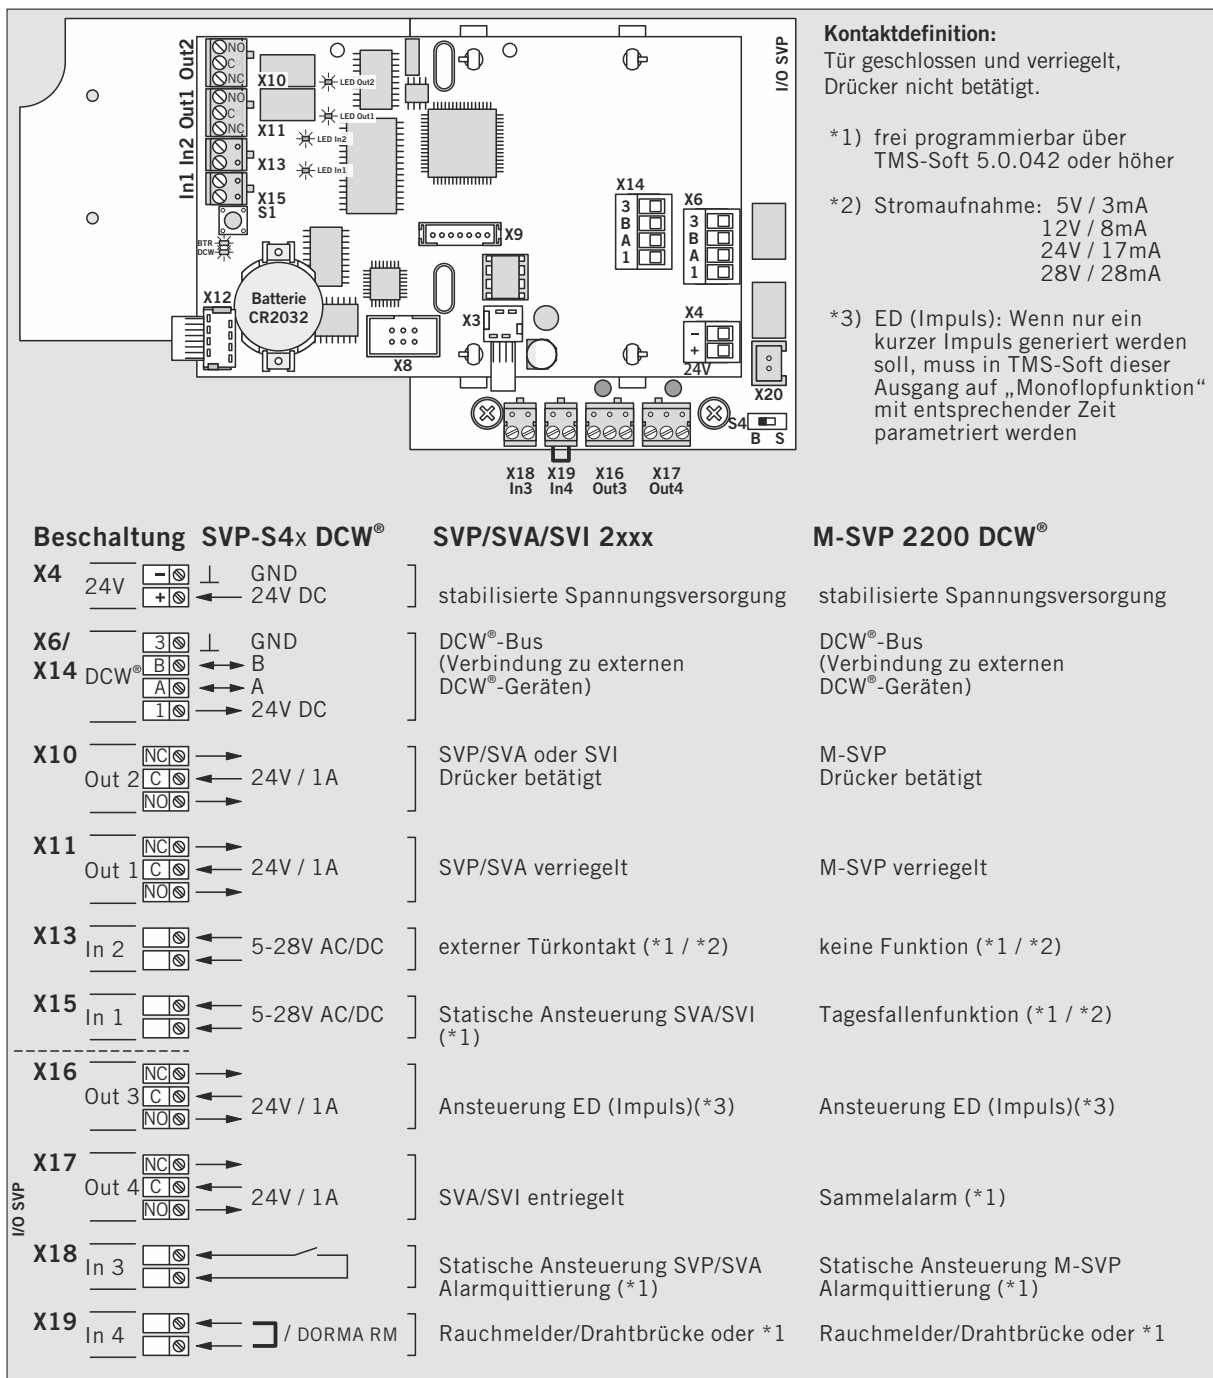 Out2
Out1
In2
In1
NO
C
NC
NO
C
NC
X10
X11
X13
X15
S1
LED Out2
LED Out1
LED In2
LED In1
BTR
DCW
X12
Batterie
CR2032
X9
X3
X8
X14
3
B
A
1
X6
3
B
A
1
X4
-
+
24V
X20
S4
B S
I/O SVP
X18
In3
X19
In4
X16
Out3
X17
Out4
Kontaktdefinition:
Tür geschlossen und verriegelt,
Drücker nicht betätigt.
*1) frei programmierbar über
TMS-Soft 5.0.042 oder höher
*2) Stromaufnahme: 5V / 3mA
12V / 8mA
24V / 17mA
28V / 28mA
*3) ED (Impuls): Wenn nur ein
kurzer Impuls generiert werden
soll, muss in TMS-Soft dieser
Ausgang auf „Monoflopfunktion“
mit entsprechender Zeit
parametriert werden
Beschaltung SVP-S4x DCW® SVP/SVA/SVI 2xxx M-SVP 2200 DCW®
X4 24V - GND
+ 24V DC stabilisierte Spannungsversorgung stabilisierte Spannungsversorgung
X6/ 3 GND DCW®-Bus DCW®-Bus
X14 DCW® B B (Verbindung zu externen (Verbindung zu externen
A A DCW®-Geräten) DCW®-Geräten)
1 24V DC
X10 NC SVP/SVA oder SVI M-SVP
Out 2 C 24V / 1A Drücker betätigt Drücker betätigt
NO
X11 NC
Out 1 C 24V / 1A SVP/SVA verriegelt M-SVP verriegelt
NO
X13 In 2 5-28V AC/DC externer Türkontakt (*1 / *2) keine Funktion (*1 / *2)
X15 In 1 5-28V AC/DC Statische Ansteuerung SVA/SVI Tagesfallenfunktion (*1 / *2)
(*1)
X16 NC
Out 3 C 24V / 1A Ansteuerung ED (Impuls)(*3) Ansteuerung ED (Impuls)(*3)
NO
X17 NC
Out 4 C 24V / 1A SVA/SVI entriegelt Sammelalarm (*1)
NO
I/O SVP
X18 In 3 Statische Ansteuerung SVP/SVA Statische Ansteuerung M-SVP
Alarmquittierung (*1) Alarmquittierung (*1)
X19 In 4 / DORMA RM Rauchmelder/Drahtbrücke oder *1 Rauchmelder/Drahtbrücke oder *1